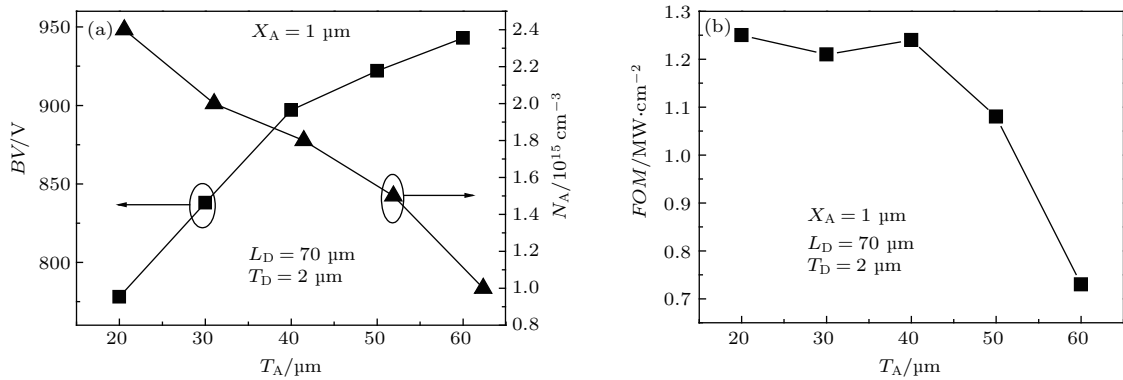 (a)
X_A = 1 µm
BV/V
950
900
850
800
2.4
2.2
2.0
1.8
1.6
1.4
1.2
1.0
0.8
N_A/10^15 cm^−3
L_D = 70 µm
T_D = 2 µm
20 30 40 50 60
T_A/µm
(b)
FOM/MW·cm^−2
1.3
1.2
1.1
1.0
0.9
0.8
0.7
X_A = 1 µm
L_D = 70 µm
T_D = 2 µm
20 30 40 50 60
T_A/µm